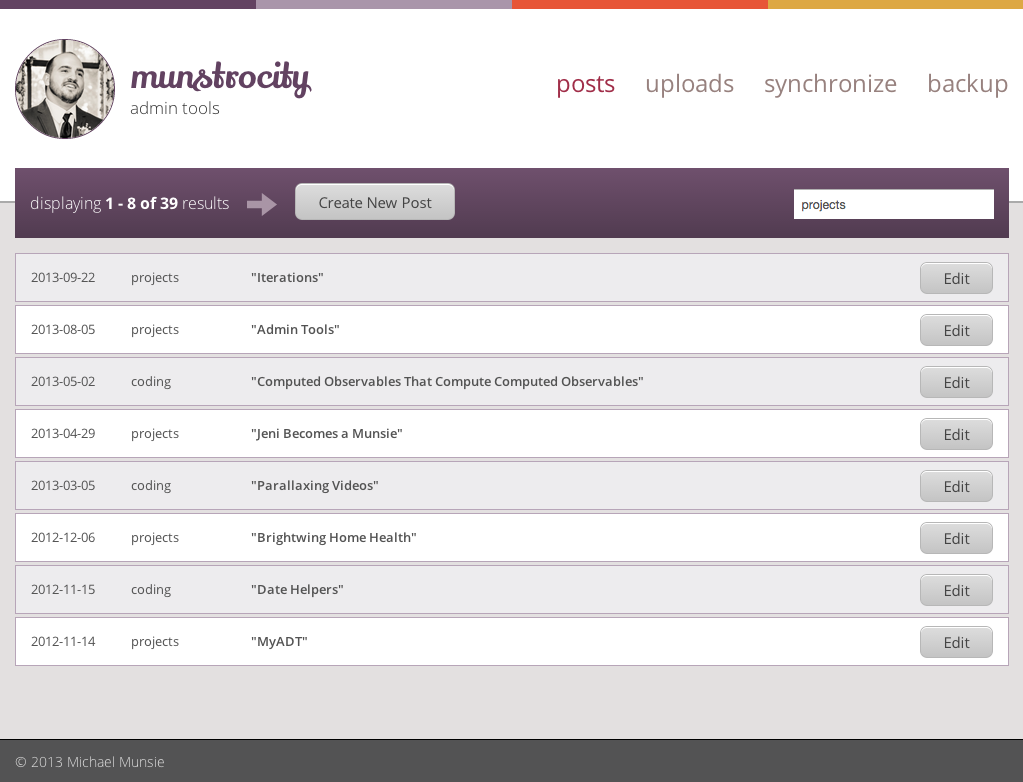 munstrocity
admin tools
posts uploads synchronize backup
displaying 1 - 8 of 39 results
Create New Post
projects
2013-09-22 projects "Iterations" Edit
2013-08-05 projects "Admin Tools" Edit
2013-05-02 coding "Computed Observables That Compute Computed Observables" Edit
2013-04-29 projects "Jeni Becomes a Munsie" Edit
2013-03-05 coding "Parallaxing Videos" Edit
2012-12-06 projects "Brightwing Home Health" Edit
2012-11-15 coding "Date Helpers" Edit
2012-11-14 projects "MyADT" Edit
© 2013 Michael Munsie